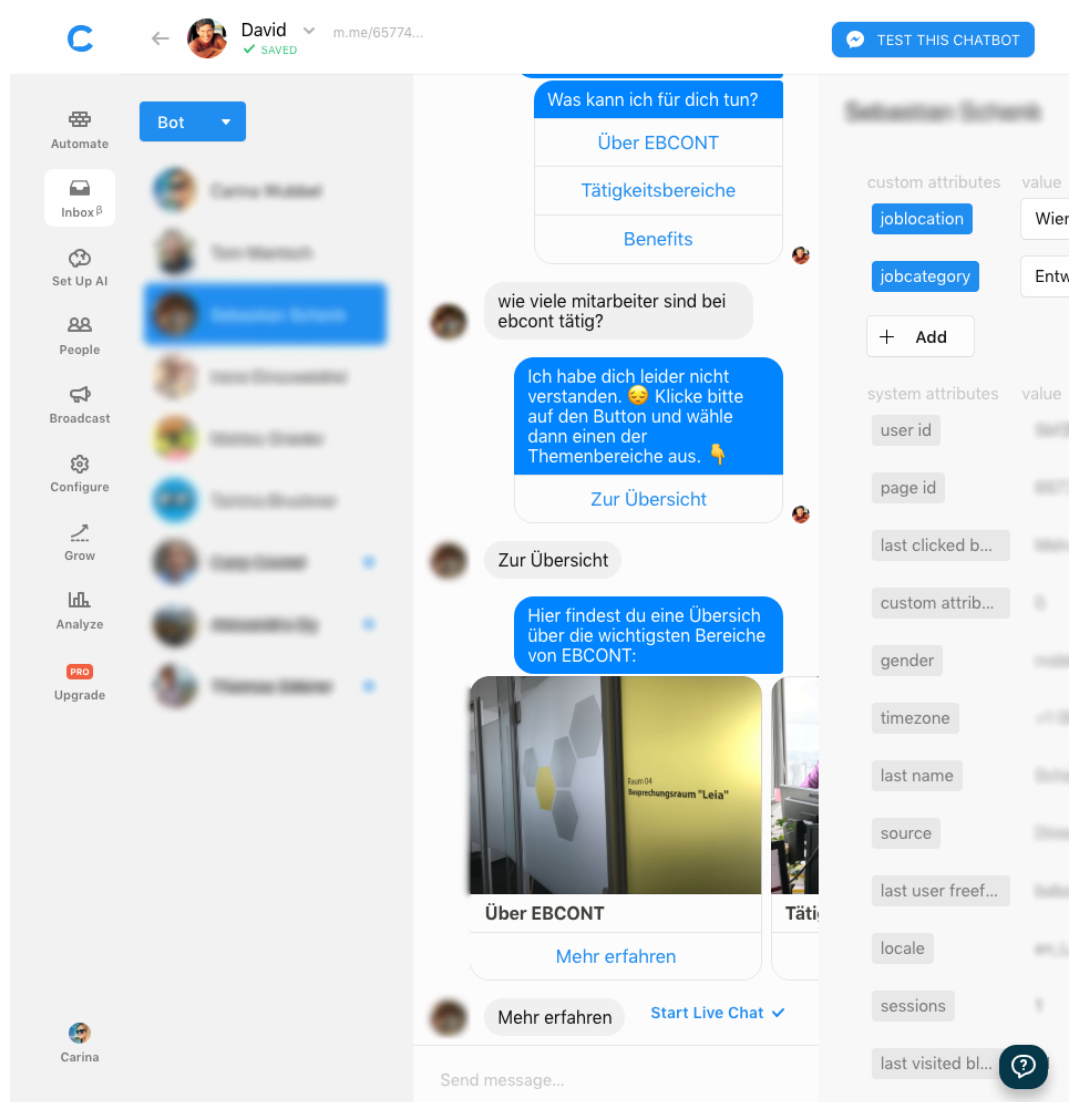 David
SAVED
m.me/65774...
TEST THIS CHATBOT
Automate
Inbox β
Set Up AI
People
Broadcast
Configure
Grow
Analyze
PRO
Upgrade
Carina
Bot
Was kann ich für dich tun?
Über EBCONT
Tätigkeitsbereiche
Benefits
wie viele mitarbeiter sind bei
ebcont tätig?
Ich habe dich leider nicht
verstanden. 😔 Klicke bitte
auf den Button und wähle
dann einen der
Themenbereiche aus. 👇
Zur Übersicht
Zur Übersicht
Hier findest du eine Übersich
über die wichtigsten Bereiche
von EBCONT:
Raum 04
Besprechungsraum "Leia"
Über EBCONT
Mehr erfahren
Täti
Mehr erfahren
Start Live Chat
Send message...
custom attributes value
joblocation Wien
jobcategory Entw
+ Add
system attributes value
user id
page id
last clicked b...
custom attrib...
gender
timezone
last name
source
last user freef...
locale
sessions
last visited bl...